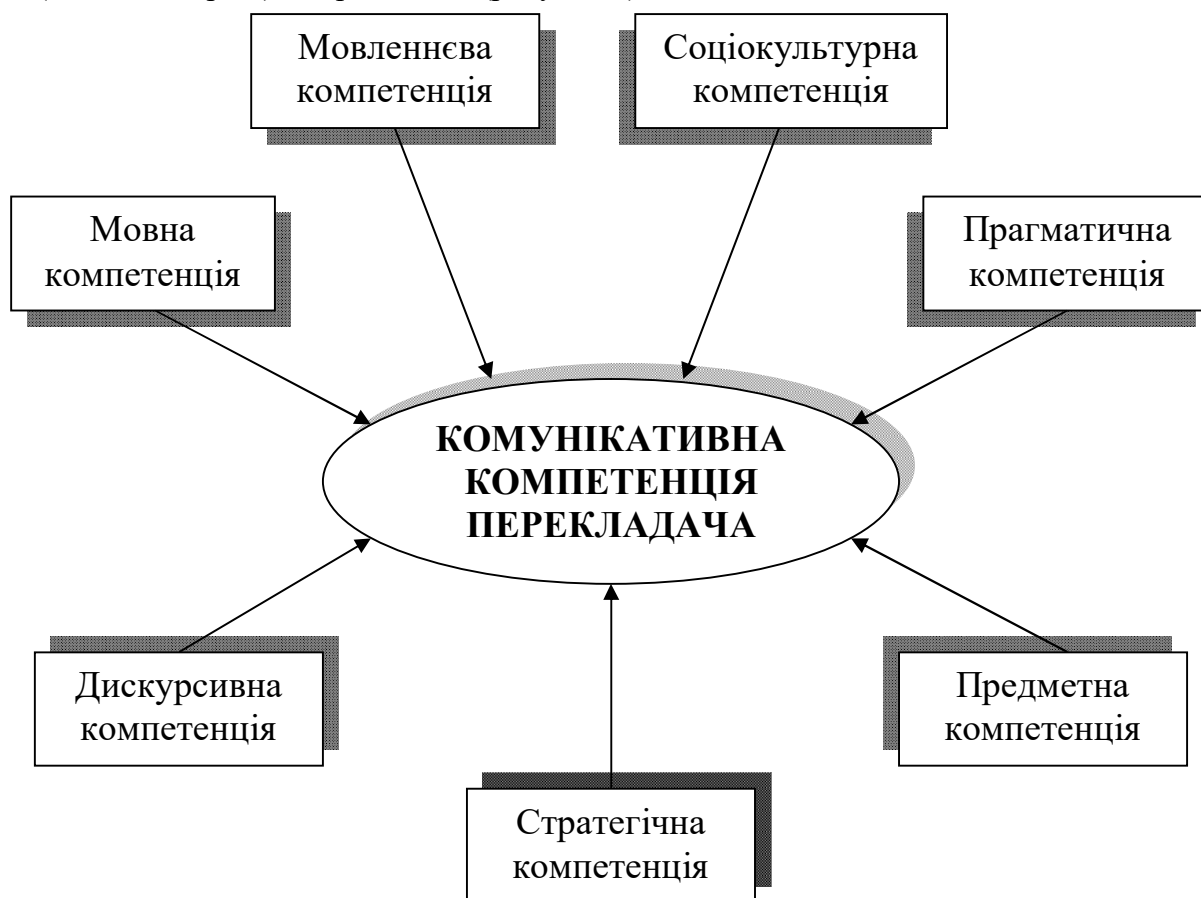 Мовленнєва
компетенція
Соціокультурна
компетенція
Мовна
компетенція
Прагматична
компетенція
КОМУНІКАТИВНА
КОМПЕТЕНЦІЯ
ПЕРЕКЛАДАЧА
Дискурсивна
компетенція
Предметна
компетенція
Стратегічна
компетенція